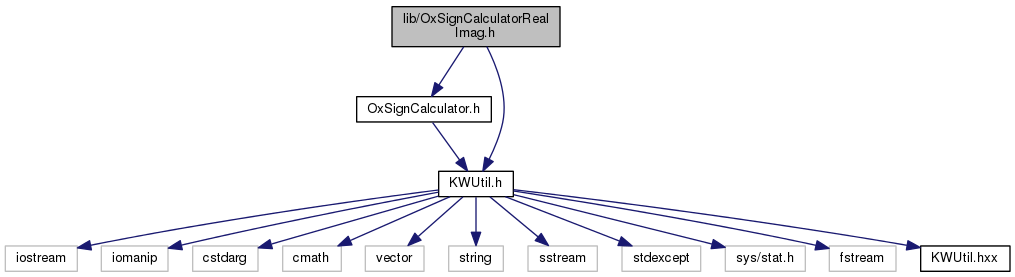 lib/OxSignCalculatorReal
Imag.h
OxSignCalculator.h
KWUtil.h
iostream
iomanip
cstdarg
cmath
vector
string
sstream
stdexcept
sys/stat.h
fstream
KWUtil.hxx